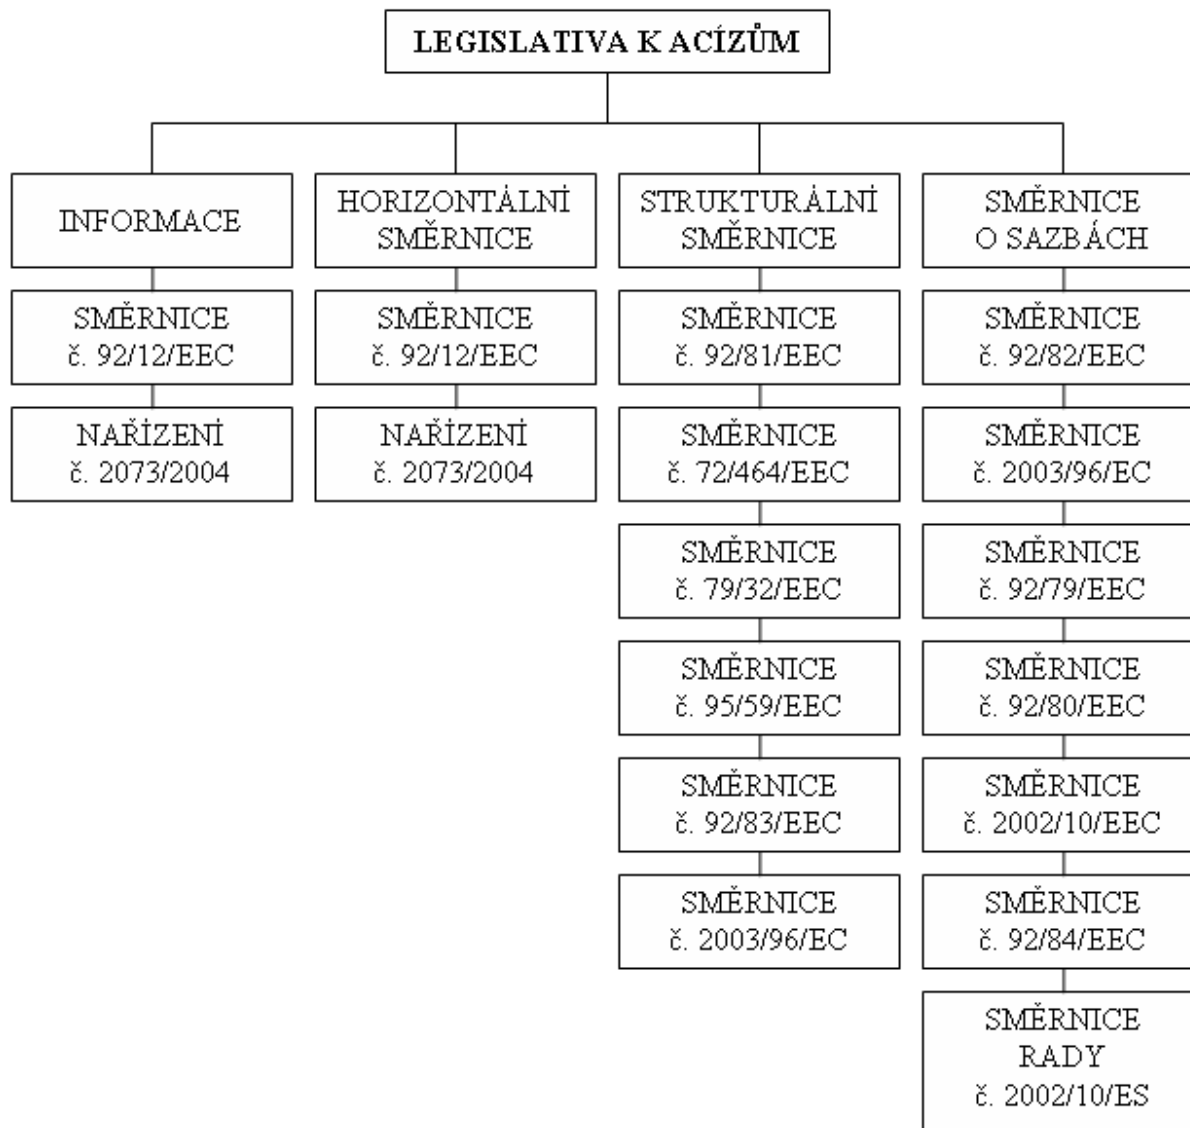 LEGISLATIVA K ACÍZŮM
INFORMACE
SMĚRNICE
č. 92/12/EEC
NAŘÍZENÍ
č. 2073/2004
HORIZONTÁLNÍ
SMĚRNICE
SMĚRNICE
č. 92/12/EEC
NAŘÍZENÍ
č. 2073/2004
STRUKTURÁLNÍ
SMĚRNICE
SMĚRNICE
č. 92/81/EEC
SMĚRNICE
č. 72/464/EEC
SMĚRNICE
č. 79/32/EEC
SMĚRNICE
č. 95/59/EEC
SMĚRNICE
č. 92/83/EEC
SMĚRNICE
č. 2003/96/EC
SMĚRNICE
O SAZBÁCH
SMĚRNICE
č. 92/82/EEC
SMĚRNICE
č. 2003/96/EC
SMĚRNICE
č. 92/79/EEC
SMĚRNICE
č. 92/80/EEC
SMĚRNICE
č. 2002/10/EEC
SMĚRNICE
č. 92/84/EEC
SMĚRNICE
RADY
č. 2002/10/ES